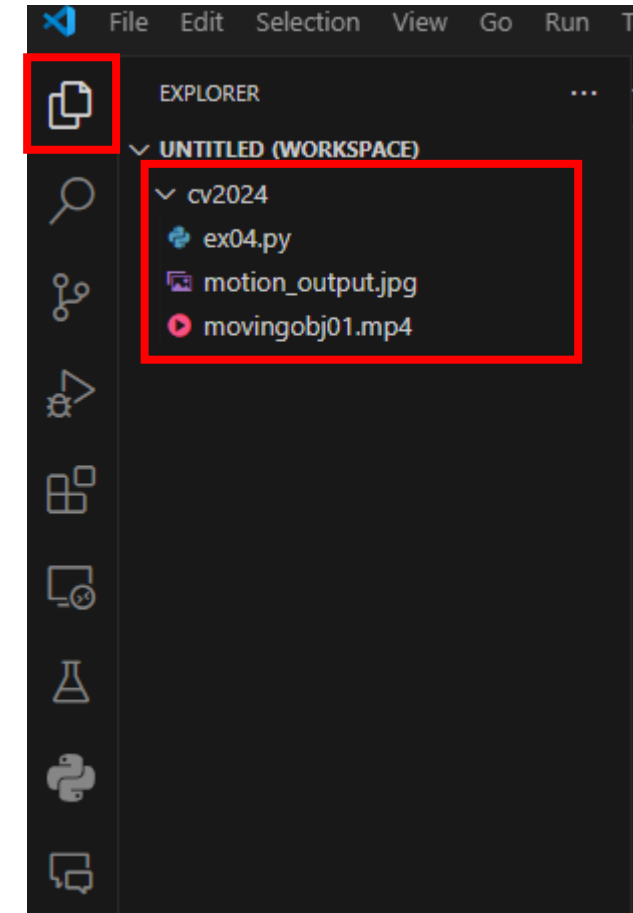 File Edit Selection View Go Run T
EXPLORER ...
UNTITLED (WORKSPACE)
cv2024
ex04.py
motion_output.jpg
movingobj01.mp4